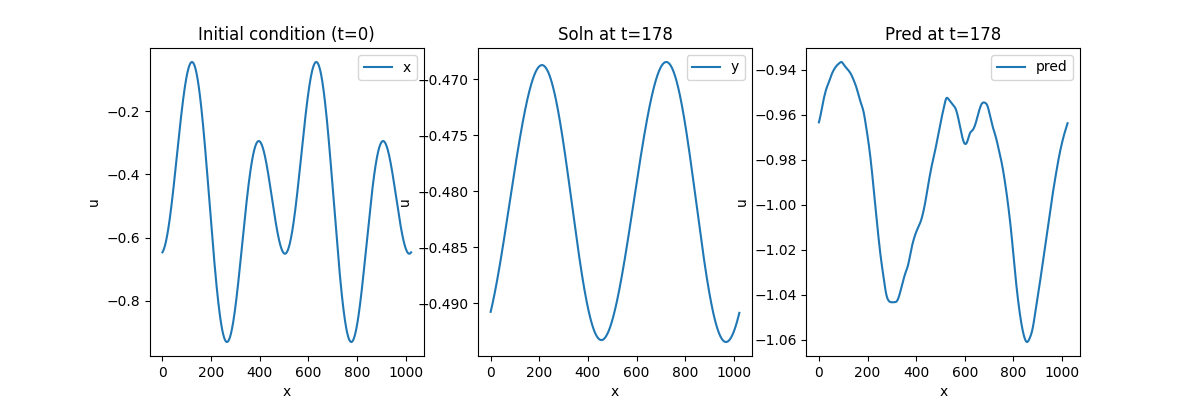 Initial condition (t=0)
x
−0.2
−0.4
−0.6
−0.8
u
0
200
400
600
800
1000
x
Soln at t=178
y
−0.470
−0.475
−0.480
−0.485
−0.490
u
0
200
400
600
800
1000
x
Pred at t=178
pred
−0.94
−0.96
−0.98
−1.00
−1.02
−1.04
−1.06
u
0
200
400
600
800
1000
x